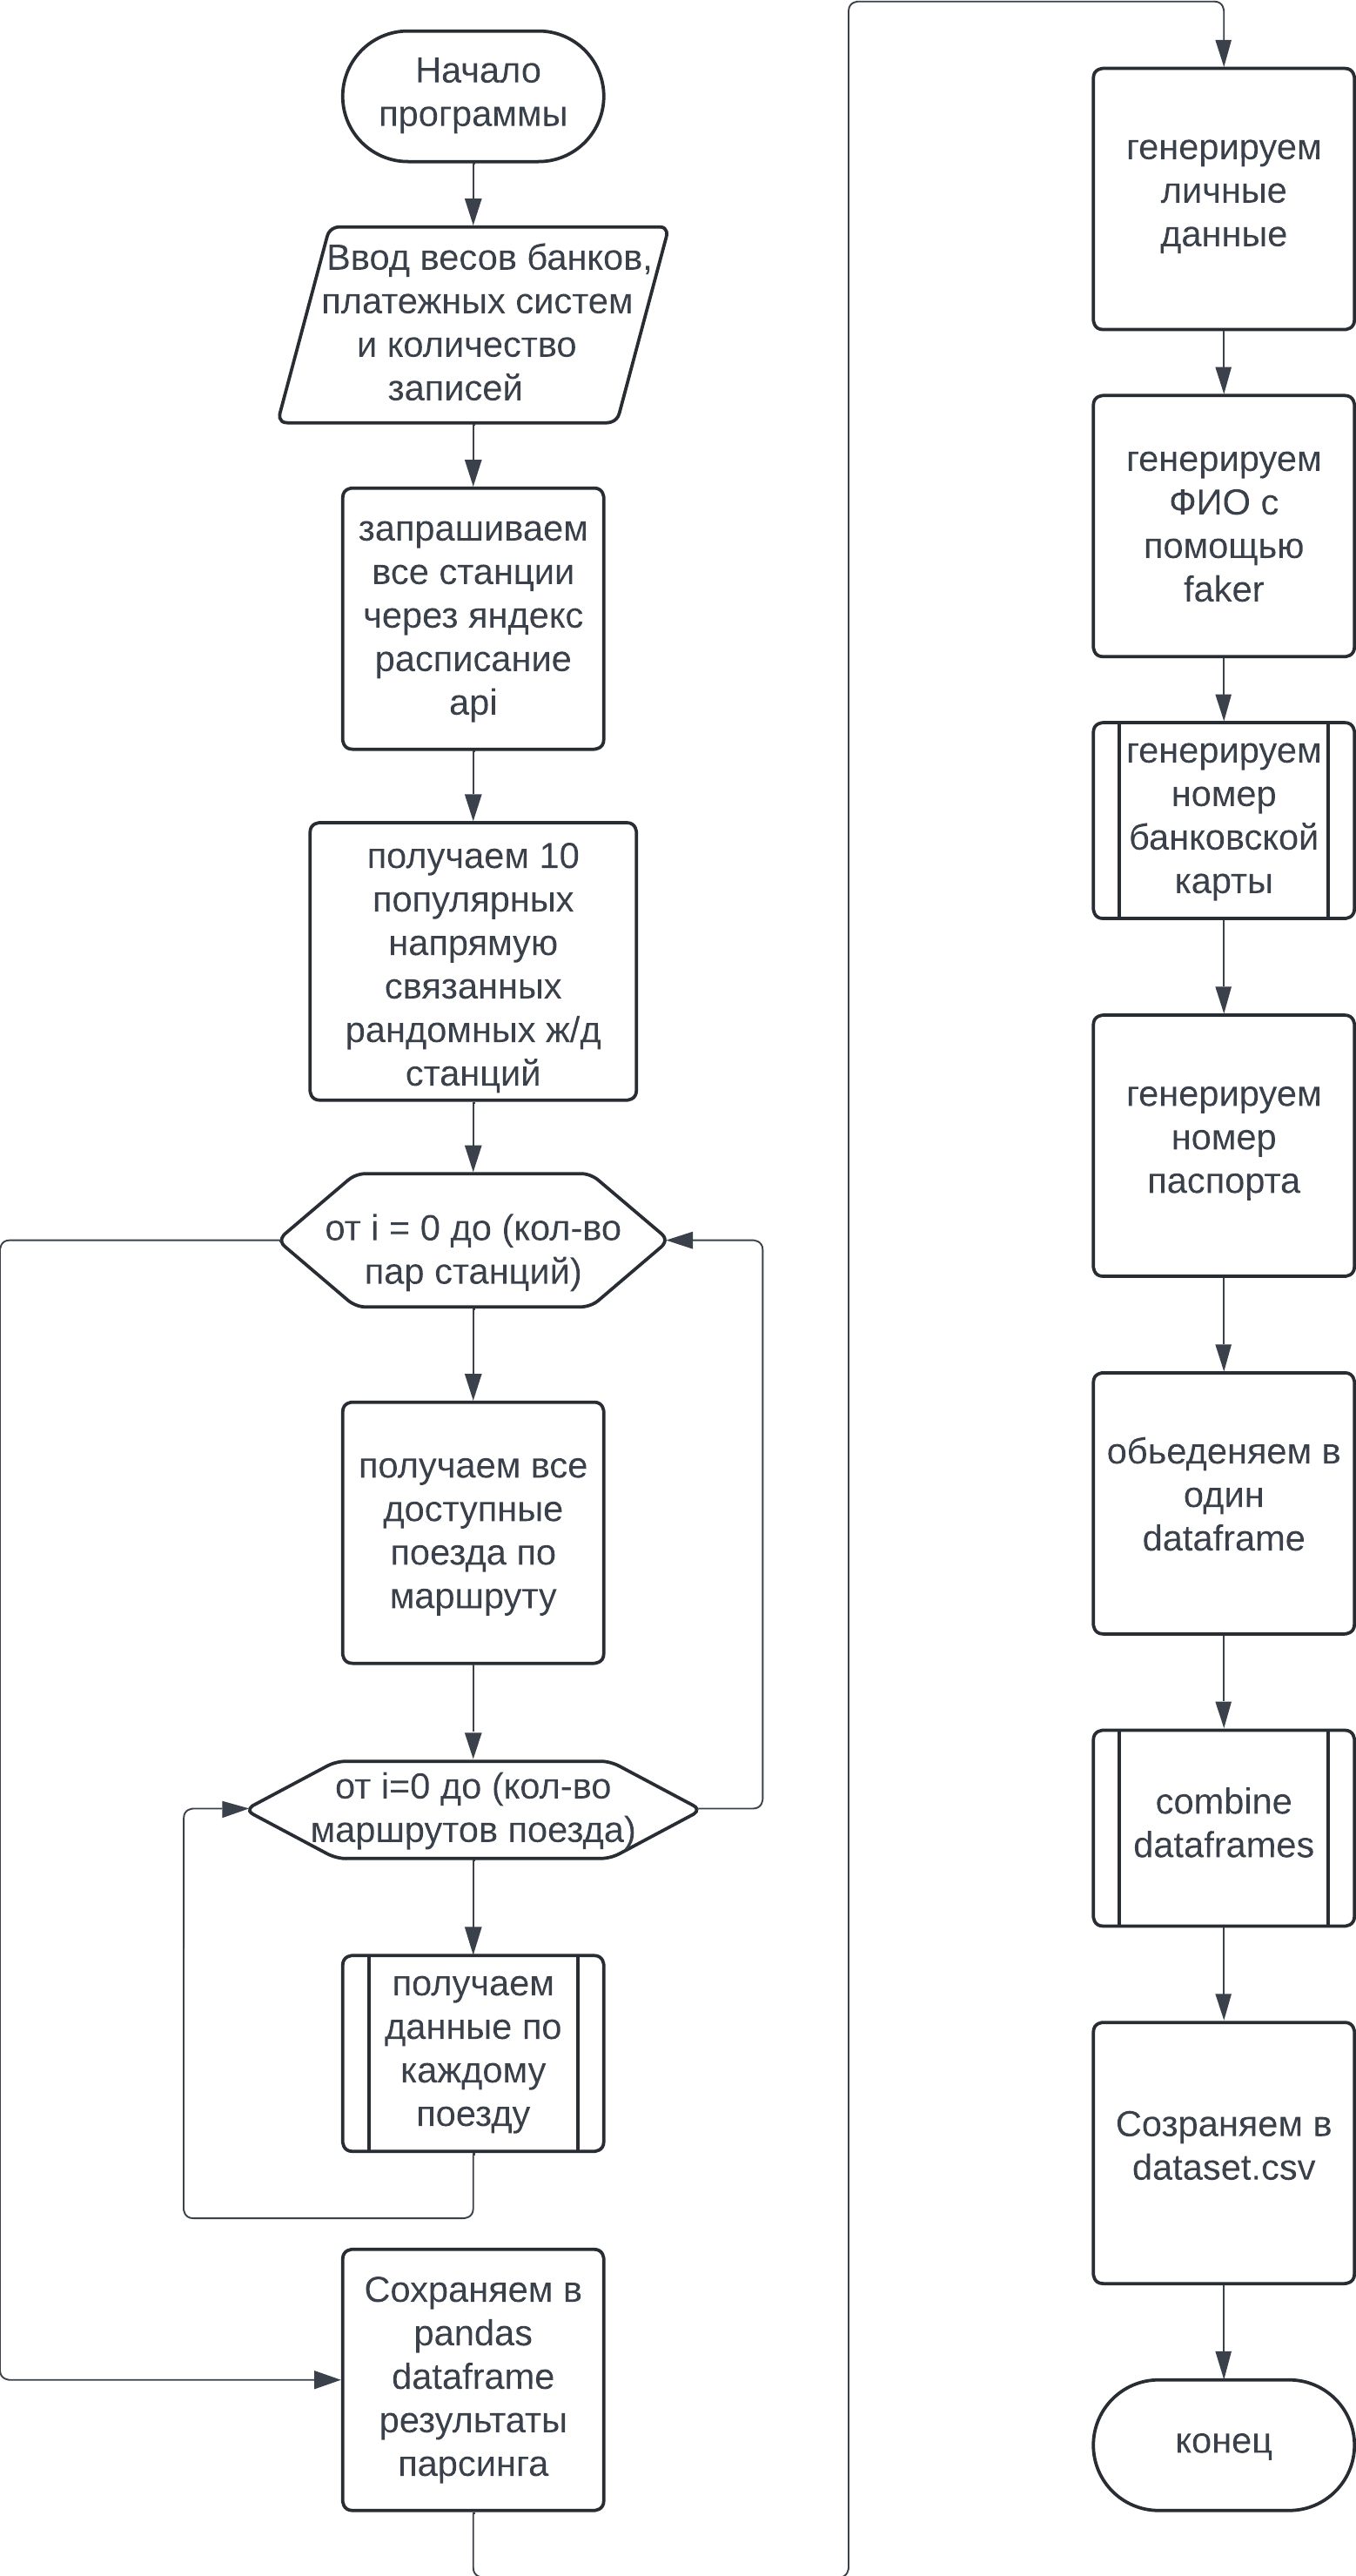 Начало
программы
Ввод весов банков,
платежных систем
и количество
записей
запрашиваем
все станции
через яндекс
расписание
api
получаем 10
популярных
напрямую
связанных
рандомных ж/д
станций
от i = 0 до (кол-во
пар станций)
получаем все
доступные
поезда по
маршруту
от i=0 до (кол-во
маршрутов поезда)
получаем
данные по
каждому
поезду
Сохраняем в
pandas
dataframe
результаты
парсинга
генерируем
личные
данные
генерируем
ФИО с
помощью
faker
генерируем
номер
банковской
карты
генерируем
номер
паспорта
обьеденяем в
один
dataframe
combine
dataframes
Созраняем в
dataset.csv
конец